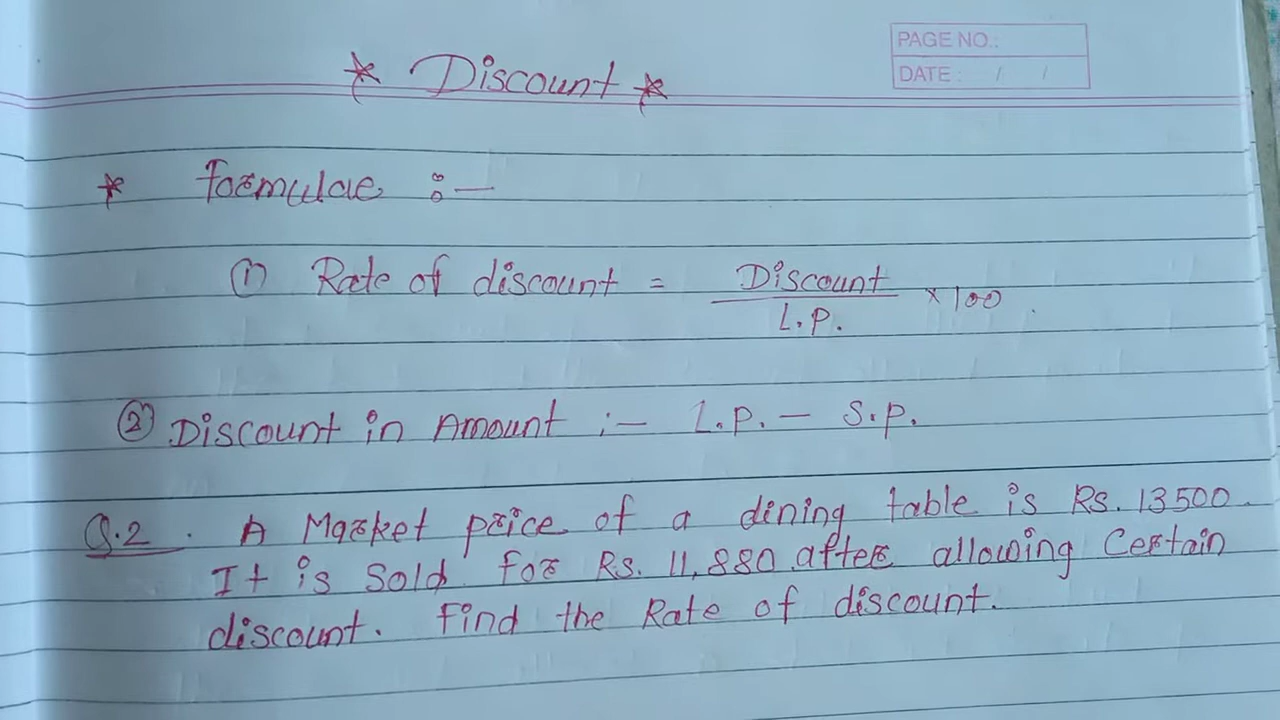 * Discount *
PAGE NO.:
DATE: / /
* formulae :-
① Rate of discount = Discount / L.P. × 100
② Discount in Amount :- L.P. - S.P.
Q.2. A Market price of a dining table is Rs. 13500.
It is Sold for Rs. 11,880 after allowing Certain
discount. Find the Rate of discount.